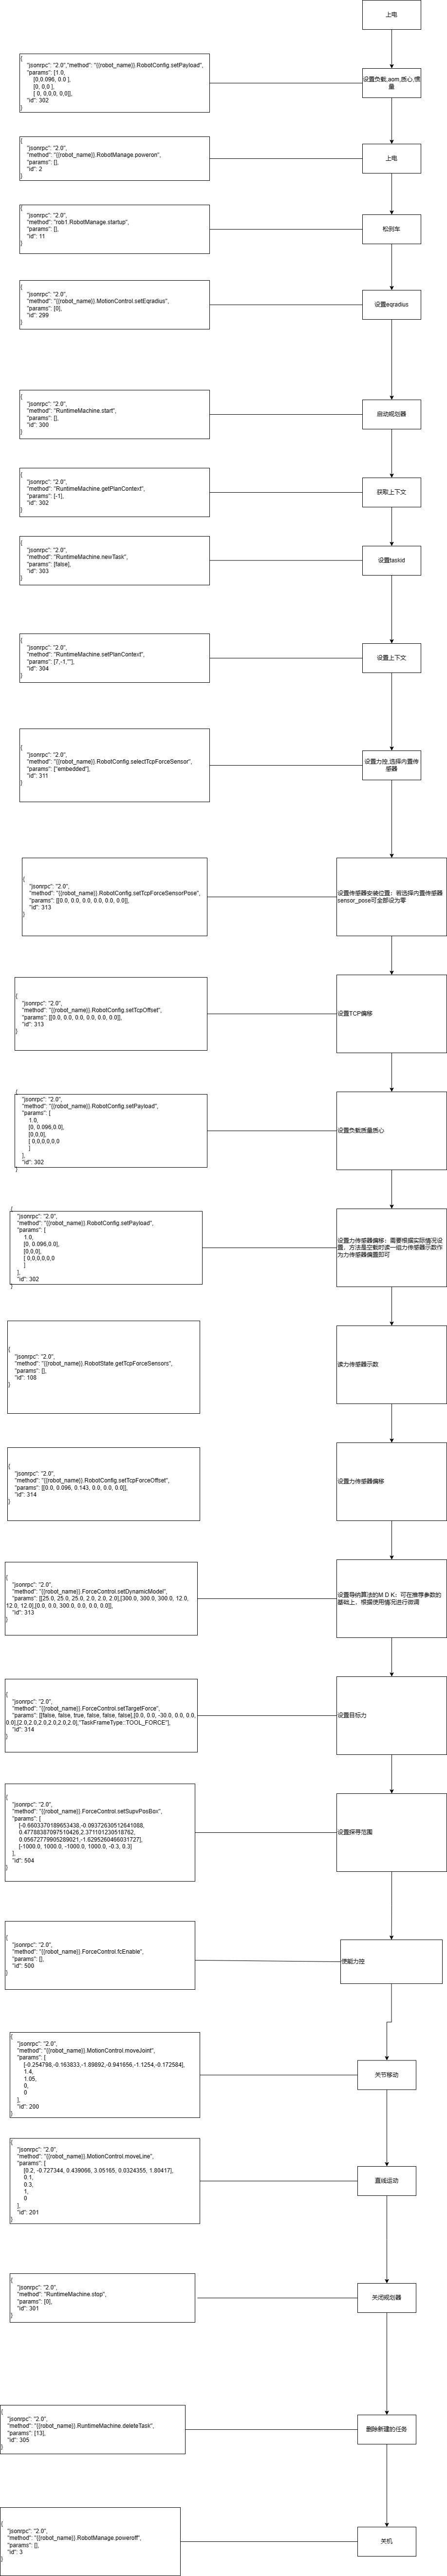 上电
{
"jsonrpc": "2.0","method": "{{robot_name}}.RobotConfig.setPayload",
"params": [1.0,
[0,0.096, 0.0 ],
[0, 0,0 ],
[ 0, 0,0,0, 0,0]],
"id": 302
}
设置负载,aom,质心,惯
量
{
"jsonrpc": "2.0",
"method": "{{robot_name}}.RobotManage.poweron",
"params": [],
"id": 2
}
上电
{
"jsonrpc": "2.0",
"method": "rob1.RobotManage.startup",
"params": [],
"id": 11
}
松刹车
{
"jsonrpc": "2.0",
"method": "{{robot_name}}.MotionControl.setEqradius",
"params": [0],
"id": 299
}
设置eqradius
{
"jsonrpc": "2.0",
"method": "RuntimeMachine.start",
"params": [],
"id": 300
}
启动规划器
{
"jsonrpc": "2.0",
"method": "RuntimeMachine.getPlanContext",
"params": [-1],
"id": 302
}
获取上下文
{
"jsonrpc": "2.0",
"method": "RuntimeMachine.newTask",
"params": [false],
"id": 303
}
设置taskid
{
"jsonrpc": "2.0",
"method": "RuntimeMachine.setPlanContext",
"params": [7,-1,""],
"id": 304
}
设置上下文
{
"jsonrpc": "2.0",
"method": "{{robot_name}}.RobotConfig.selectTcpForceSensor",
"params": ["embedded"],
"id": 311
}
设置力控,选择内置传
感器
{
"jsonrpc": "2.0",
"method": "{{robot_name}}.RobotConfig.setTcpForceSensorPose",
"params": [[0.0, 0.0, 0.0, 0.0, 0.0, 0.0]],
"id": 313
}
设置传感器安装位置：若选择内置传感器
sensor_pose可全部设为零
{
"jsonrpc": "2.0",
"method": "{{robot_name}}.RobotConfig.setTcpOffset",
"params": [[0.0, 0.0, 0.0, 0.0, 0.0, 0.0]],
"id": 313
}
设置TCP偏移
{
"jsonrpc": "2.0",
"method": "{{robot_name}}.RobotConfig.setPayload",
"params": [
1.0,
[0, 0.096,0.0],
[0,0,0],
[ 0,0,0,0,0,0
]
],
"id": 302
}
设置负载质量质心
{
"jsonrpc": "2.0",
"method": "{{robot_name}}.RobotConfig.setPayload",
"params": [
1.0,
[0, 0.096,0.0],
[0,0,0],
[ 0,0,0,0,0,0
]
],
"id": 302
}
设置力传感器偏移：需要根据实际情况设
置，方法是空载时读一组力传感器示数作
为力传感器偏置即可
{
"jsonrpc": "2.0",
"method": "{{robot_name}}.RobotState.getTcpForceSensors",
"params": [],
"id": 108
}
读力传感器示数
{
"jsonrpc": "2.0",
"method": "{{robot_name}}.RobotConfig.setTcpForceOffset",
"params": [[0.0, 0.096, 0.143, 0.0, 0.0, 0.0]],
"id": 314
}
设置力传感器偏移
{
"jsonrpc": "2.0",
"method": "{{robot_name}}.ForceControl.setDynamicModel",
"params": [[25.0, 25.0, 25.0, 2.0, 2.0, 2.0],[300.0, 300.0, 300.0, 12.0,
12.0, 12.0],[0.0, 0.0, 300.0, 0.0, 0.0, 0.0]],
"id": 313
}
设置导纳算法的M D K：可在推荐参数的
基础上，根据使用情况进行微调
{
"jsonrpc": "2.0",
"method": "{{robot_name}}.ForceControl.setTargetForce",
"params": [[false, false, true, false, false, false],[0.0, 0.0, -30.0, 0.0, 0.0,
0.0],[2.0,2.0,2.0,2.0,2.0,2.0],"TaskFrameType::TOOL_FORCE"],
"id": 314
}
设置目标力
{
"jsonrpc": "2.0",
"method": "{{robot_name}}.ForceControl.setSupvPosBox",
"params": [
[-0.6603370189653438,-0.09372630512641088,
0.47788387097510426,2.371101230518762,
0.05672779905289021,-1.6295260466031727],
[-1000.0, 1000.0, -1000.0, 1000.0, -0.3, 0.3]
],
"id": 504
}
设置探寻范围
{
"jsonrpc": "2.0",
"method": "{{robot_name}}.ForceControl.fcEnable",
"params": [],
"id": 500
}
使能力控
{
"jsonrpc": "2.0",
"method": "{{robot_name}}.MotionControl.moveJoint",
"params": [
[-0.254798,-0.163833,-1.89892,-0.941656,-1.1254,-0.172584],
1.4,
1.05,
0,
0
],
"id": 200
}
关节移动
{
"jsonrpc": "2.0",
"method": "{{robot_name}}.MotionControl.moveLine",
"params": [
[0.2, -0.727344, 0.439066, 3.05165, 0.0324355, 1.80417],
0.1,
0.3,
1,
0
],
"id": 201
}
直线运动
{
"jsonrpc": "2.0",
"method": "RuntimeMachine.stop",
"params": [0],
"id": 301
}
关闭规划器
{
"jsonrpc": "2.0",
"method": "{{robot_name}}.RuntimeMachine.deleteTask",
"params": [13],
"id": 305
}
删除新建的任务
{
"jsonrpc": "2.0",
"method": "{{robot_name}}.RobotManage.poweroff",
"params": [],
"id": 3
}
关机